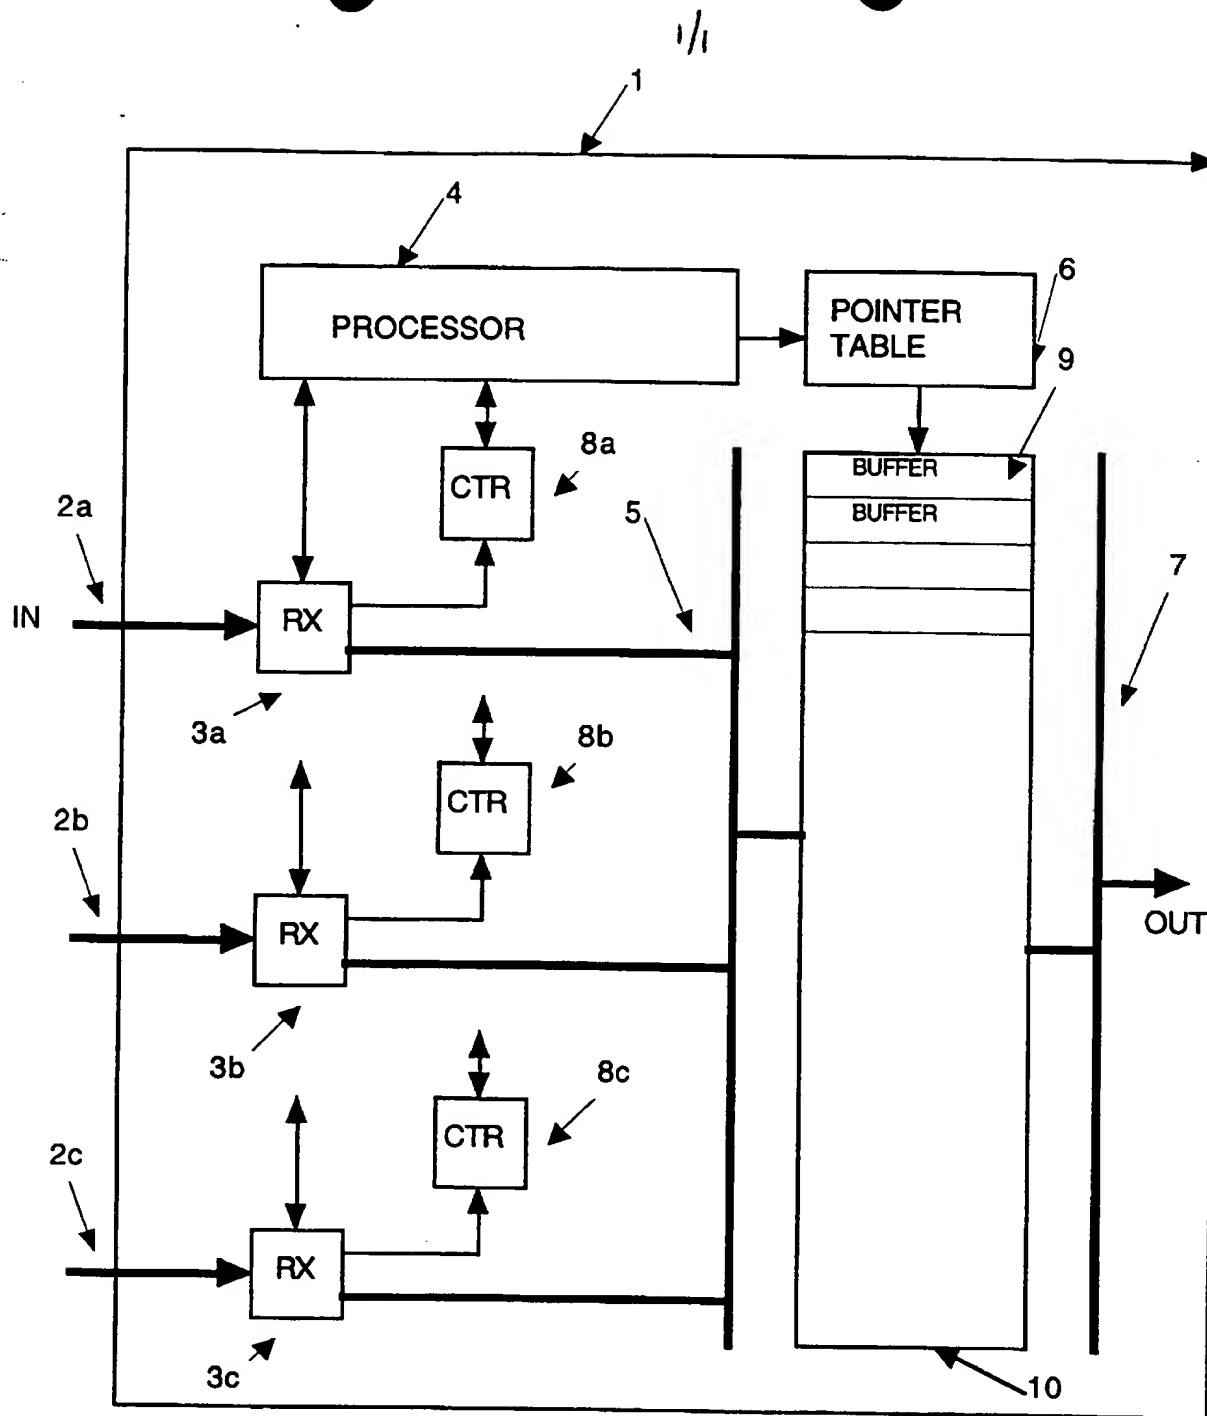 1/1
1
4
PROCESSOR
6
POINTER
TABLE
9
8a
CTR
BUFFER
BUFFER
2a
5
7
IN
RX
3a
8b
CTR
2b
RX
OUT
3b
8c
CTR
2c
RX
3c
10